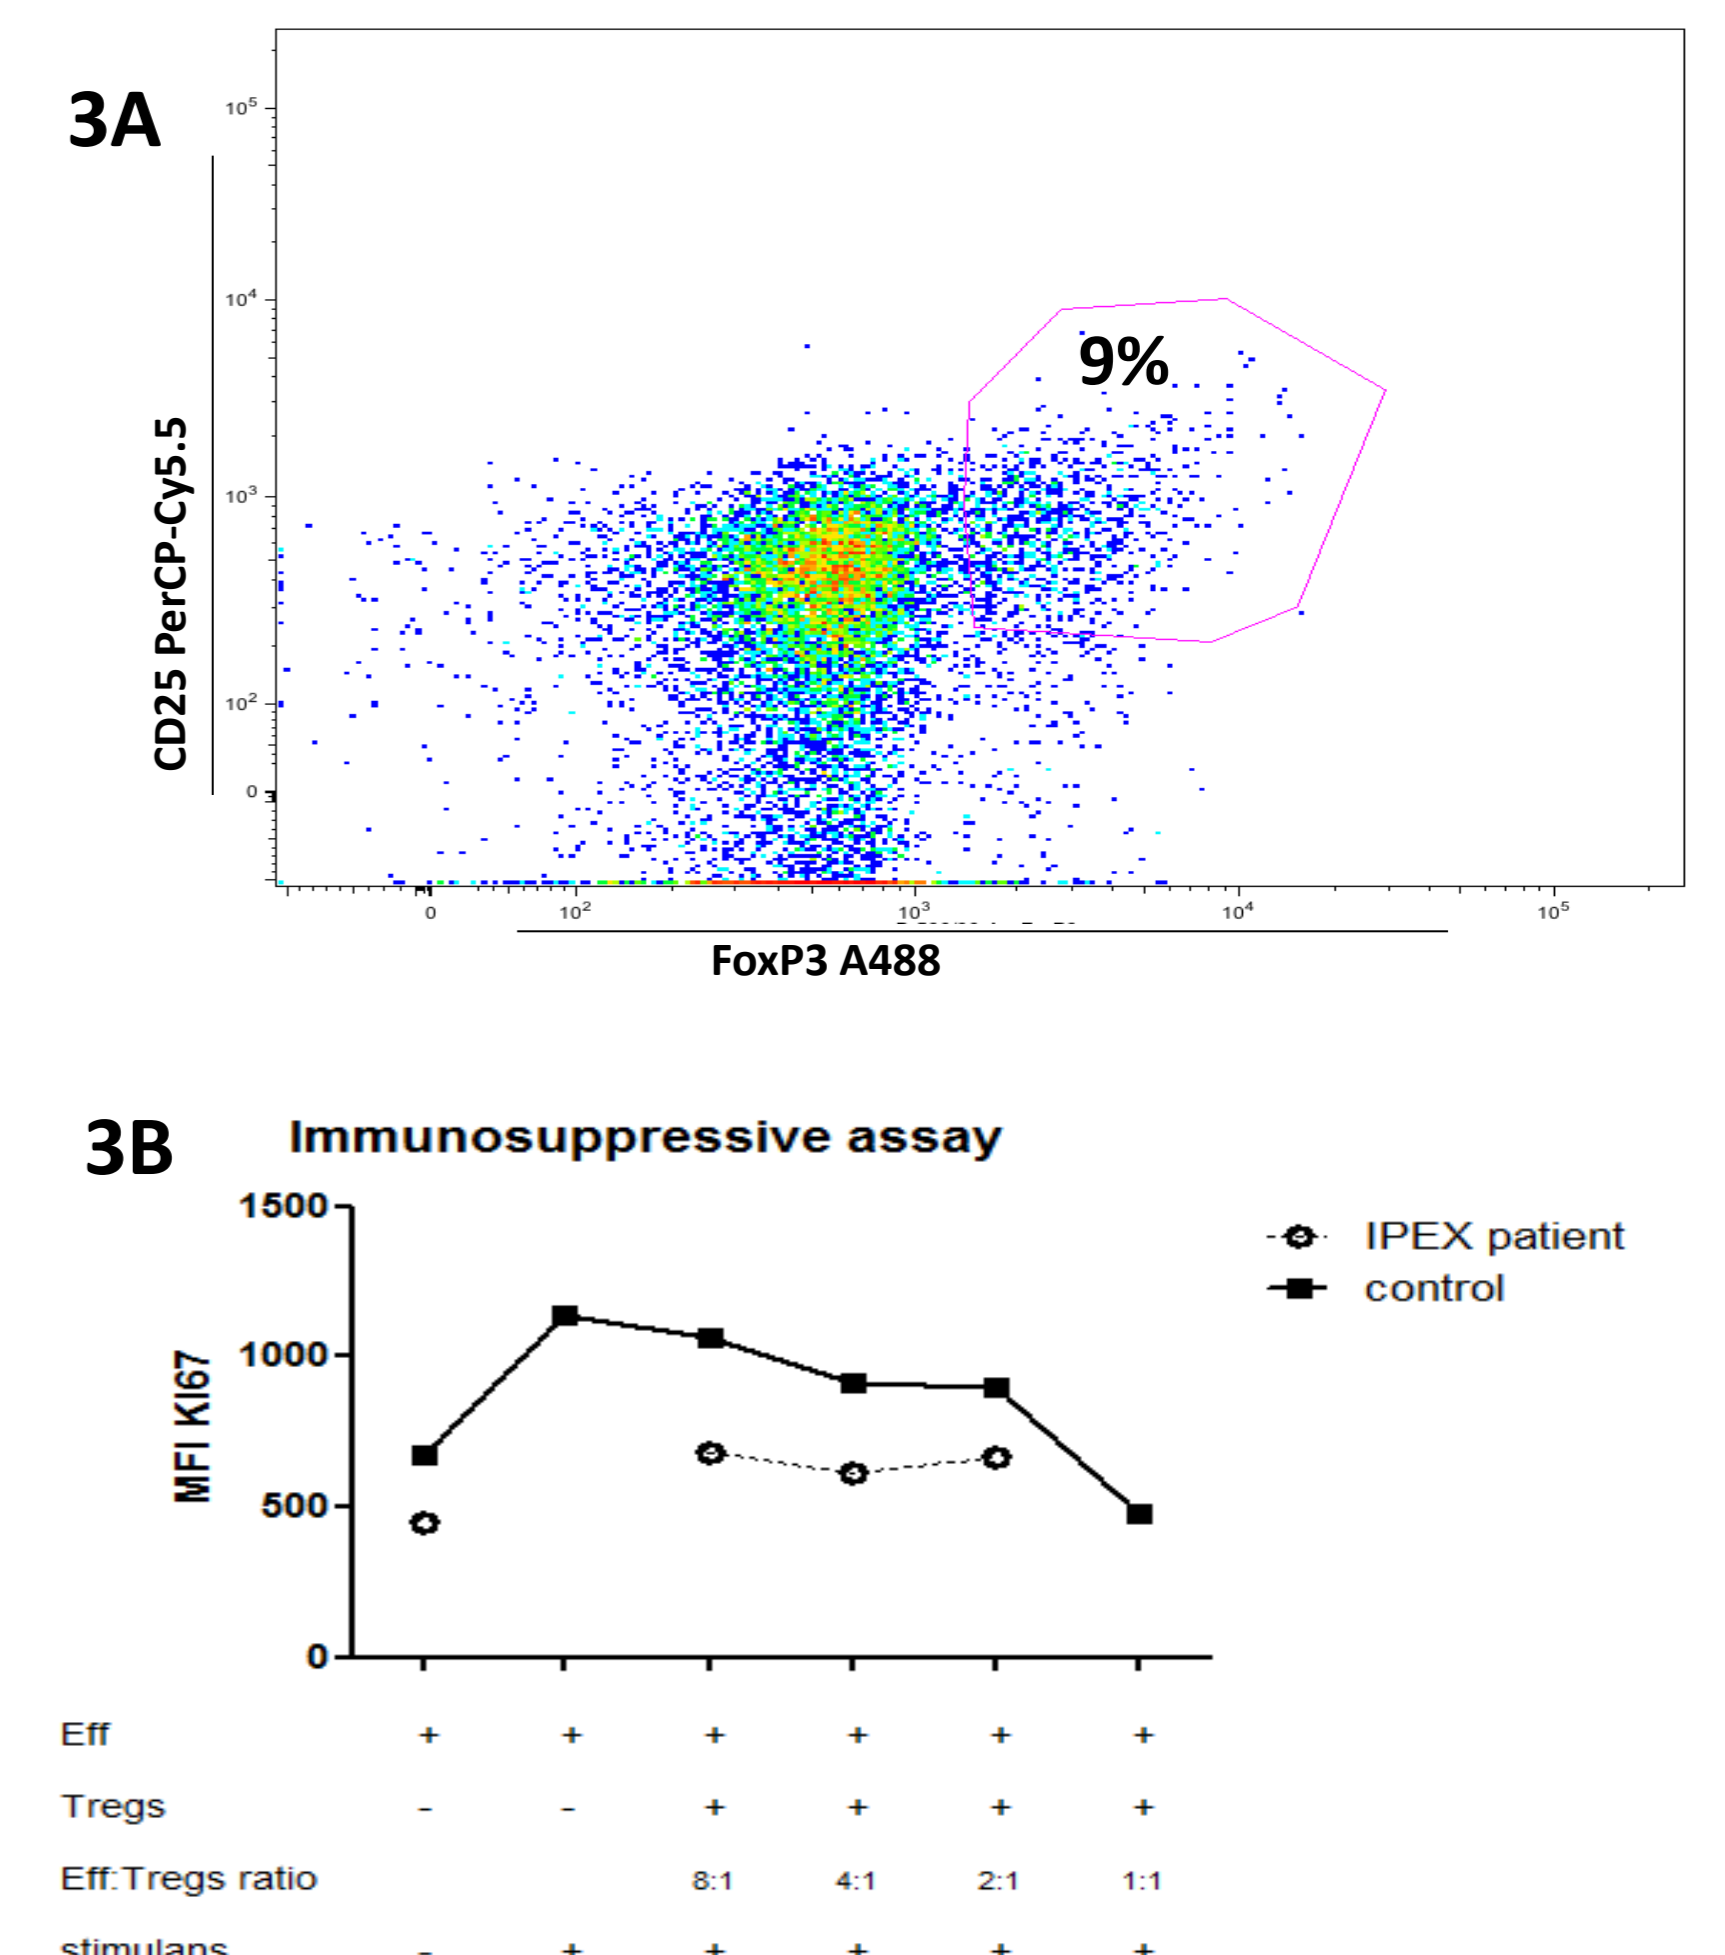 3A
10⁵
10⁴
10³
10²
0
CD25 PerCP-Cy5.5
9%
0 10² 10³ 10⁴ 10⁵
FoxP3 A488
3B
Immunosuppressive assay
1500
1000
500
0
MFI KI67
IPEX patient
control
Eff + + + + + +
Tregs - - + + + +
Eff:Tregs ratio 8:1 4:1 2:1 1:1
stimulans - + + + + +